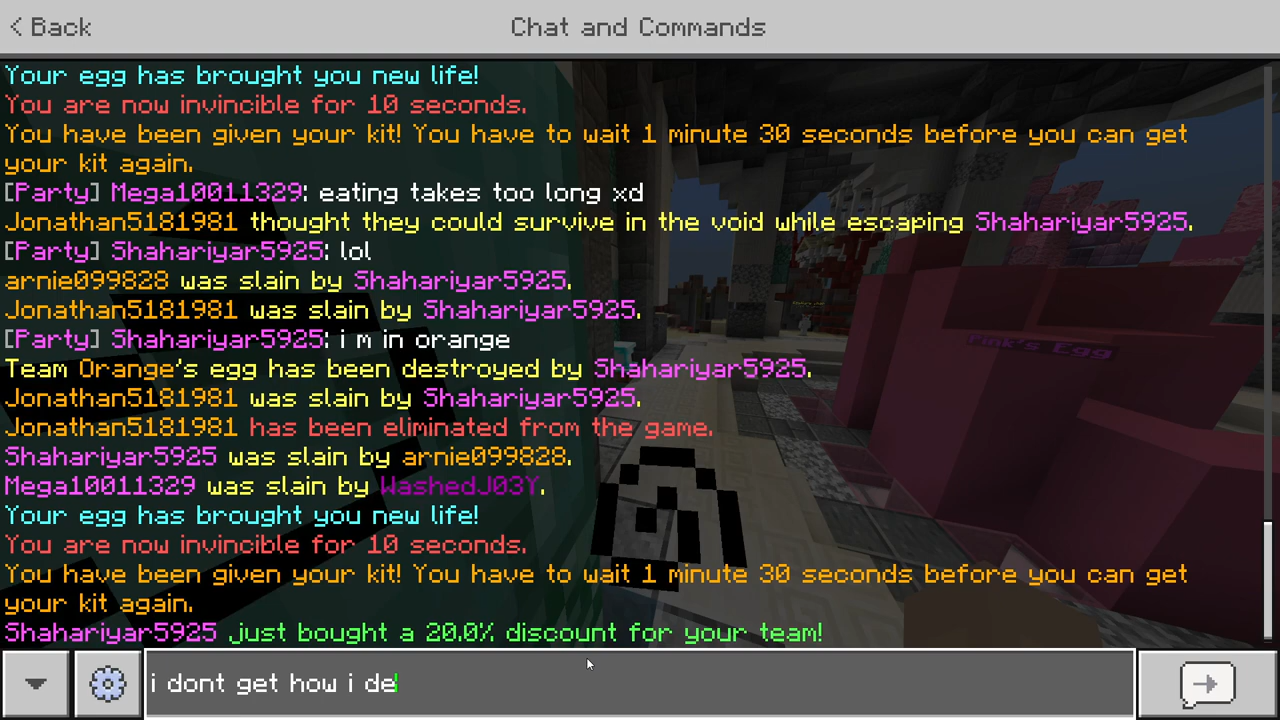 Back
Chat and Commands
Your egg has brought you new life!
You are now invincible for 10 seconds.
You have been given your kit! You have to wait 1 minute 30 seconds before you can get
your kit again.
[Party] Mega10011329: eating takes too long xd
Jonathan5181981 thought they could survive in the void while escaping Shahariyar5925.
[Party] Shahariyar5925: lol
arnie099828 was slain by Shahariyar5925.
Jonathan5181981 was slain by Shahariyar5925.
[Party] Shahariyar5925: i m in orange
Pink's Egg
Team Orange's egg has been destroyed by Shahariyar5925.
Jonathan5181981 was slain by Shahariyar5925.
Jonathan5181981 has been eliminated from the game.
Shahariyar5925 was slain by arnie099828.
Mega10011329 was slain by WashedJ03Y.
Your egg has brought you new life!
You are now invincible for 10 seconds.
You have been given your kit! You have to wait 1 minute 30 seconds before you can get
your kit again.
Shahariyar5925 just bought a 20.0% discount for your team!
i dont get how i de